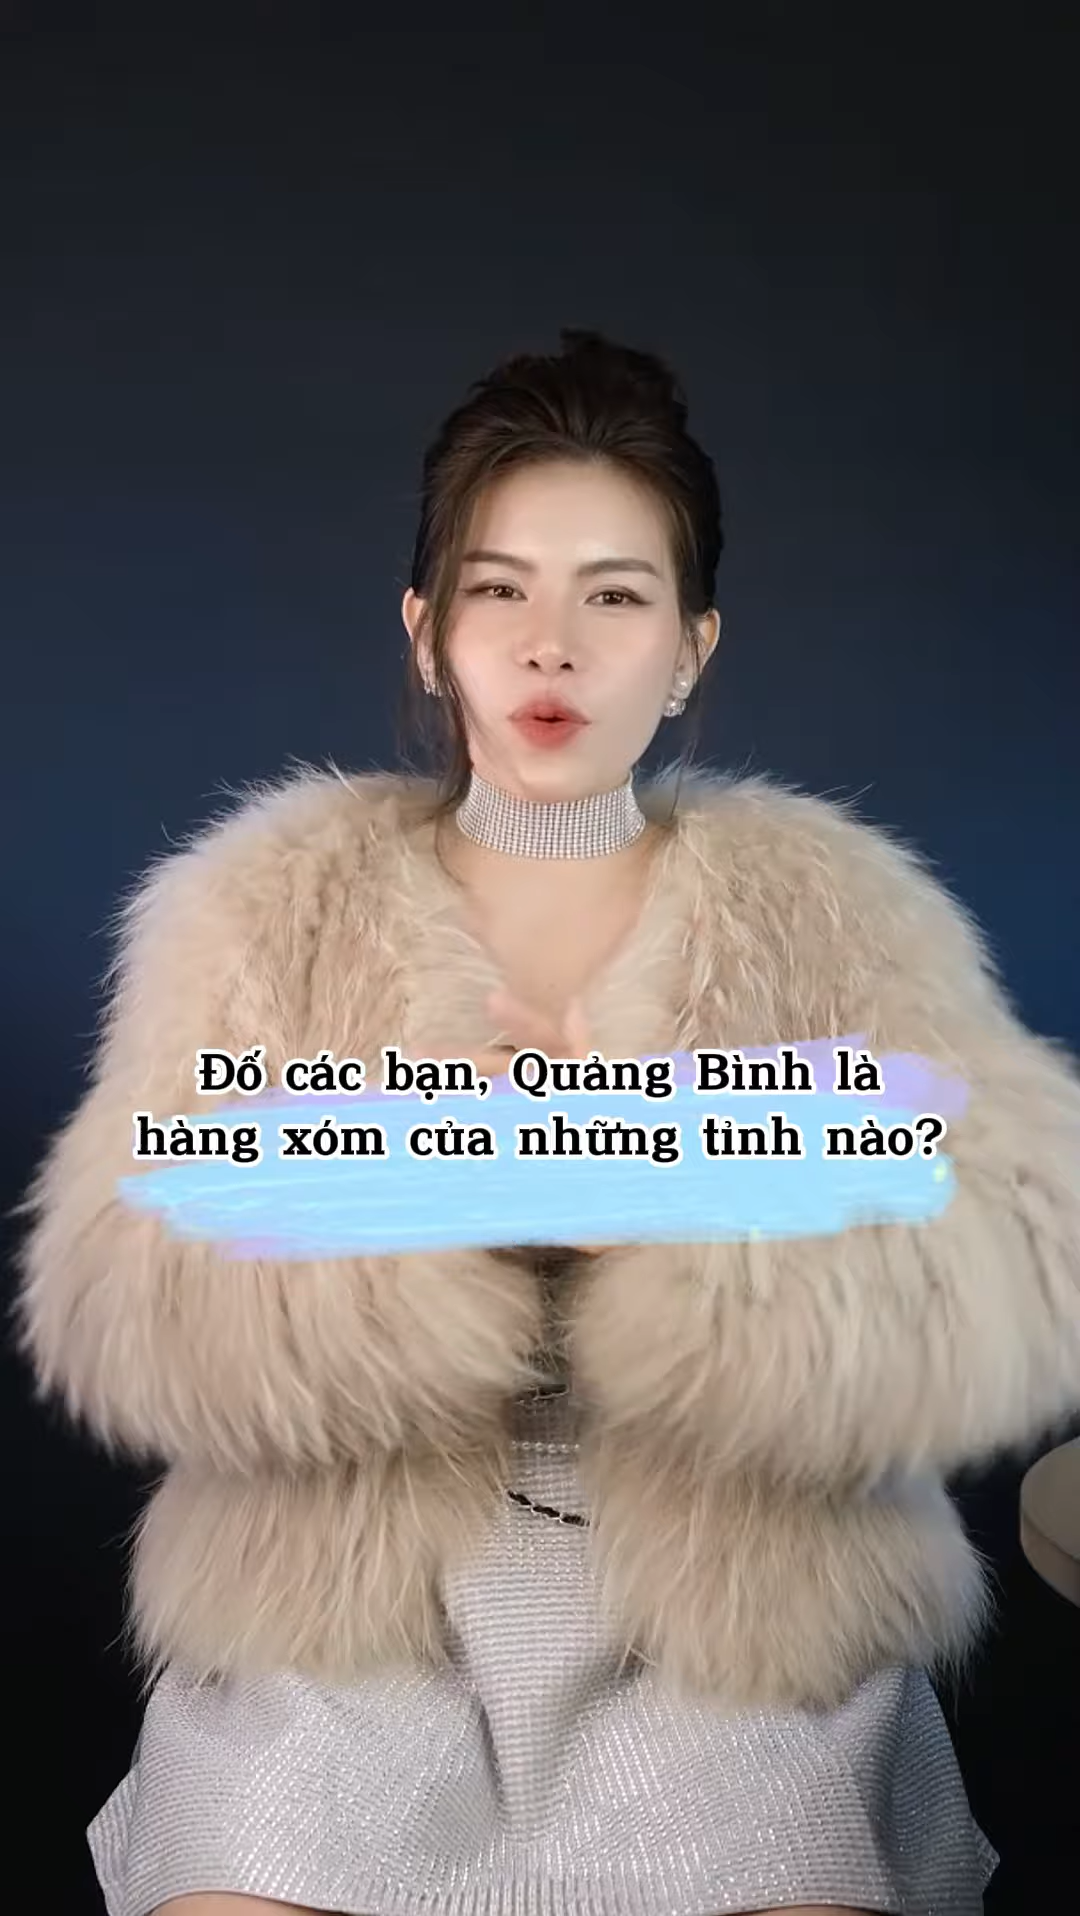 Đố các bạn, Quảng Bình là
hàng xóm của những tỉnh nào?